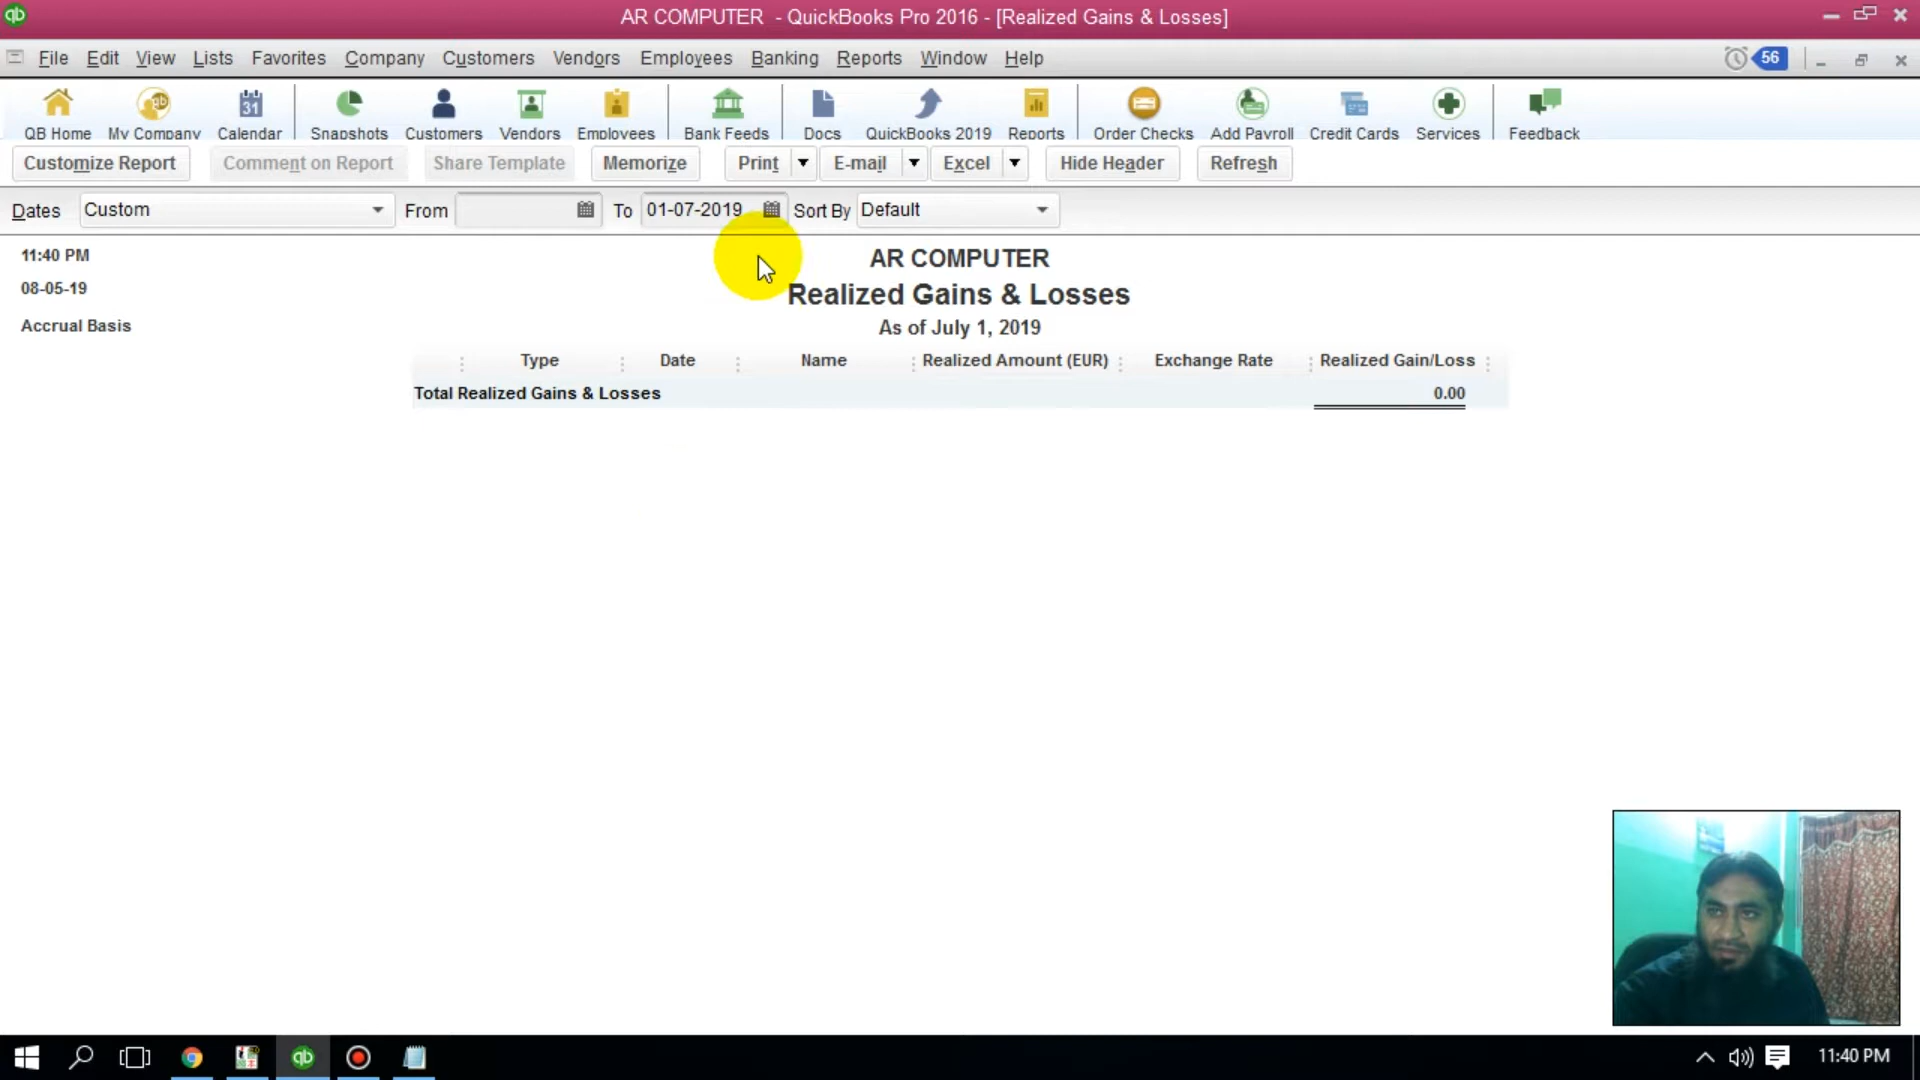 AR COMPUTER - QuickBooks Pro 2016 - [Realized Gains & Losses]
File Edit View Lists Favorites Company Customers Vendors Employees Banking Reports Window Help 56
QB Home My Company 31 Calendar Snapshots Customers Vendors Employees Bank Feeds Docs QuickBooks 2019 Reports Order Checks Add Payroll Credit Cards Services Feedback
Customize Report Comment on Report Share Template Memorize Print E-mail Excel Hide Header Refresh
Dates Custom From To 01-07-2019 Sort By Default
11:40 PM
08-05-19
Accrual Basis
AR COMPUTER
Realized Gains & Losses
As of July 1, 2019
Type Date Name Realized Amount (EUR) Exchange Rate Realized Gain/Loss
Total Realized Gains & Losses 0.00
11:40 PM